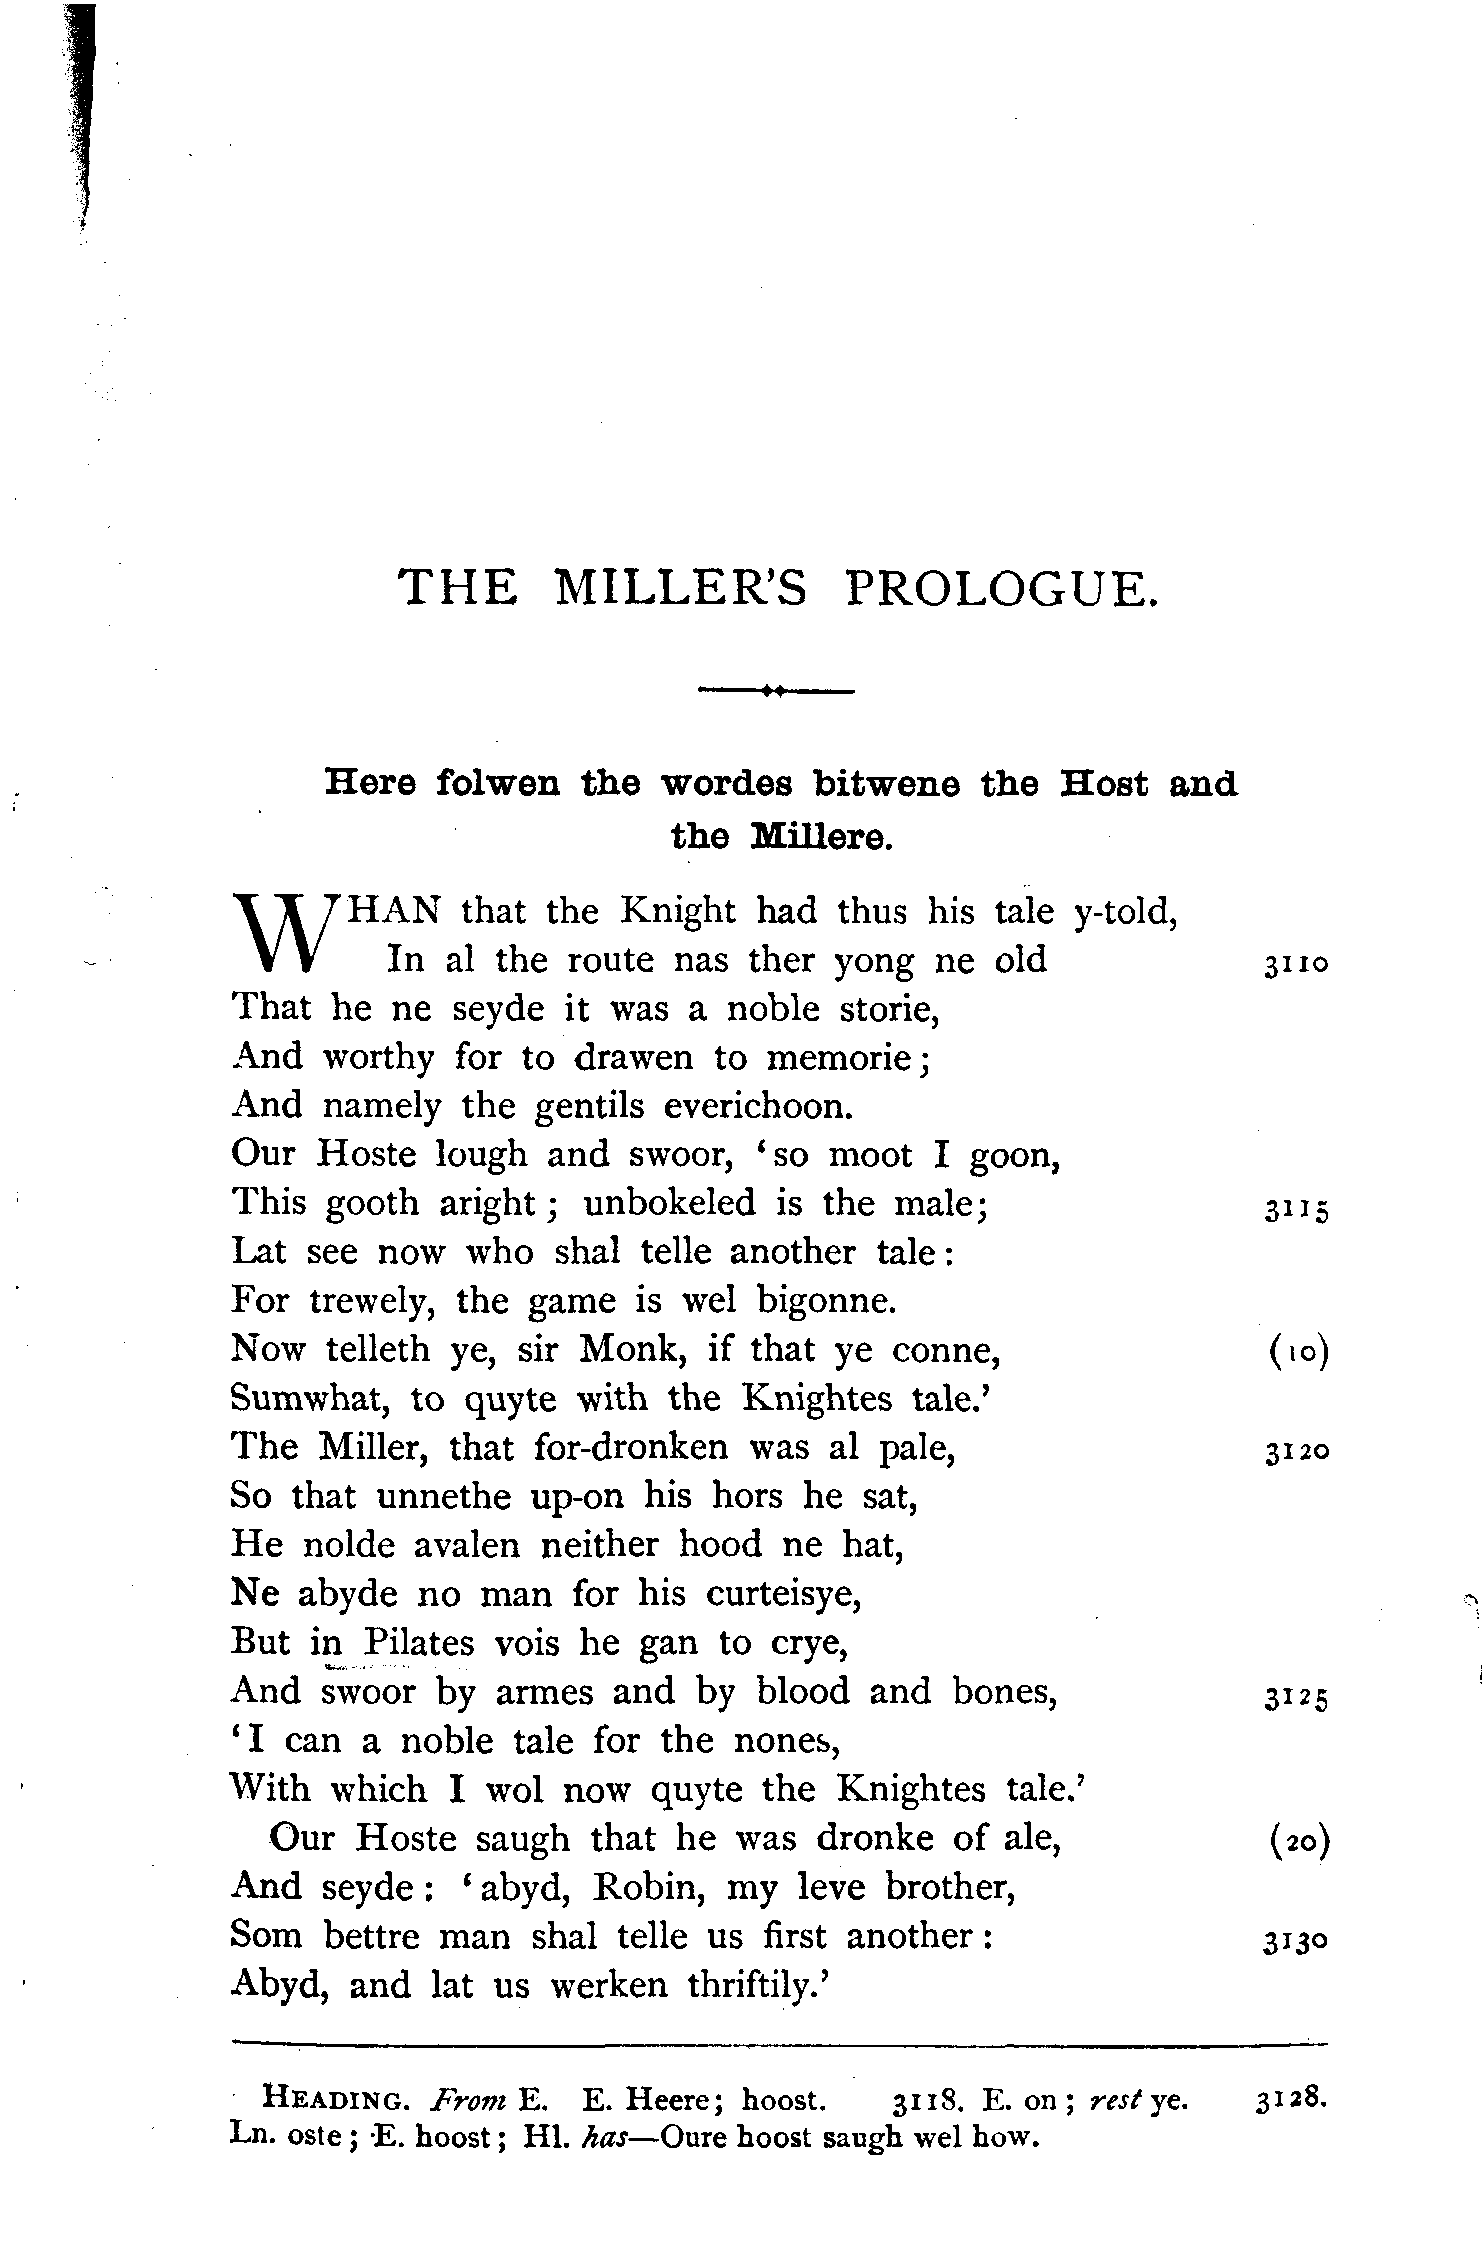 THE MILLER'S PROLOGUE.
Here folwen the wordes bitwene the Host and
the Millere.
WHAN that the Knight had thus his tale y-told,
In al the route nas ther yong ne old 3110
That he ne seyde it was a noble storie,
And worthy for to drawen to memorie;
And namely the gentils everichoon.
Our Hoste lough and swoor, 'so moot I goon,
This gooth aright; unbokeled is the male; 3115
Lat see now who shal telle another tale:
For trewely, the game is wel bigonne.
Now telleth ye, sir Monk, if that ye conne, (10)
Sumwhat, to quyte with the Knightes tale.'
The Miller, that for-dronken was al pale, 3120
So that unnethe up-on his hors he sat,
He nolde avalen neither hood ne hat,
Ne abyde no man for his curteisye,
But in Pilates vois he gan to crye,
And swoor by armes and by blood and bones, 3125
'I can a noble tale for the nones,
With which I wol now quyte the Knightes tale.'
Our Hoste saugh that he was dronke of ale, (20)
And seyde: 'abyd, Robin, my leve brother,
Som bettre man shal telle us first another: 3130
Abyd, and lat us werken thriftily.'
HEADING. From E. E. Heere; hoost. 3118. E. on; rest ye. 3128.
Ln. oste; E. hoost; Hl. has—Oure hoost saugh wel how.